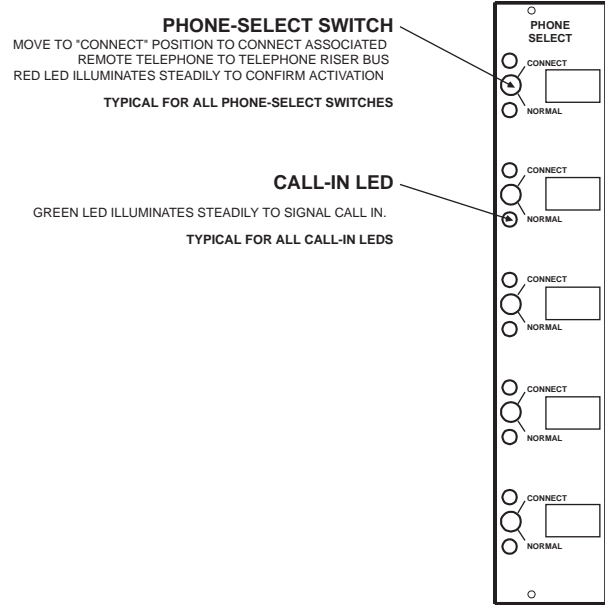 PHONE-SELECT SWITCH
MOVE TO "CONNECT" POSITION TO CONNECT ASSOCIATED
REMOTE TELEPHONE TO TELEPHONE RISER BUS
RED LED ILLUMINATES STEADILY TO CONFIRM ACTIVATION
TYPICAL FOR ALL PHONE-SELECT SWITCHES
CALL-IN LED
GREEN LED ILLUMINATES STEADILY TO SIGNAL CALL IN.
TYPICAL FOR ALL CALL-IN LEDS
PHONE
SELECT
CONNECT
NORMAL
CONNECT
NORMAL
CONNECT
NORMAL
CONNECT
NORMAL
CONNECT
NORMAL